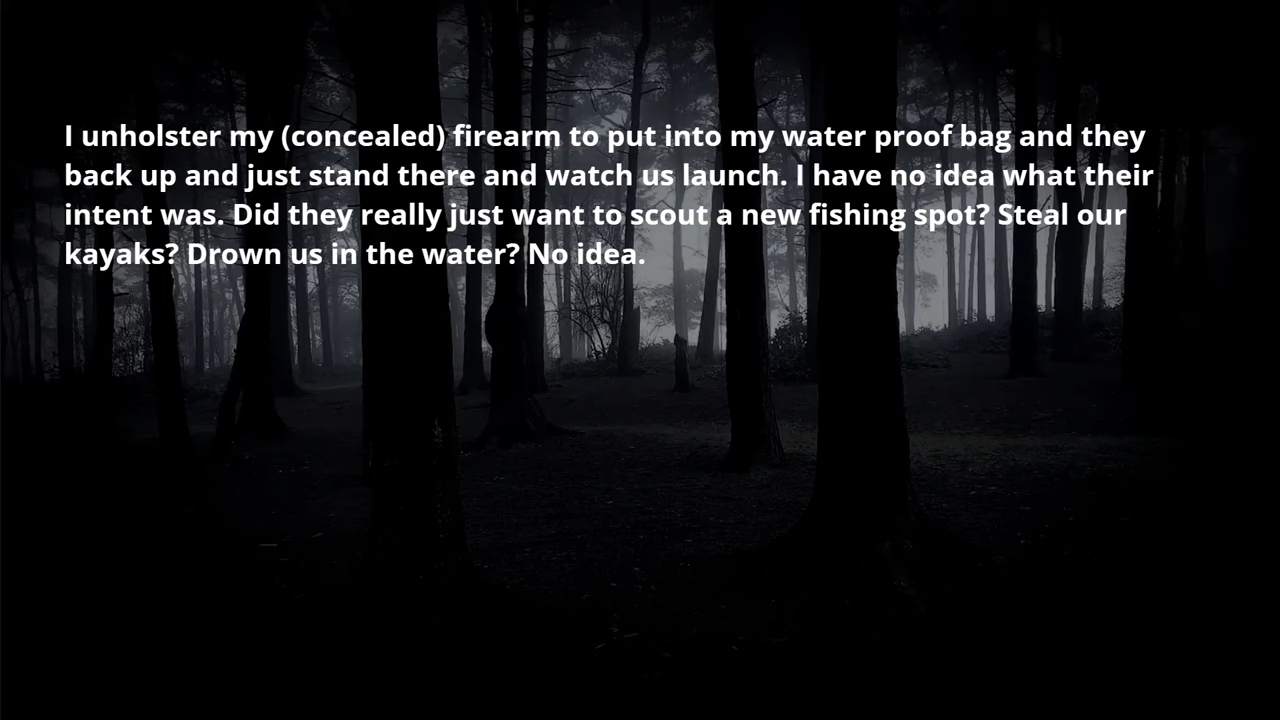 I unholster my (concealed) firearm to put into my water proof bag and they
back up and just stand there and watch us launch. I have no idea what their
intent was. Did they really just want to scout a new fishing spot? Steal our
kayaks? Drown us in the water? No idea.